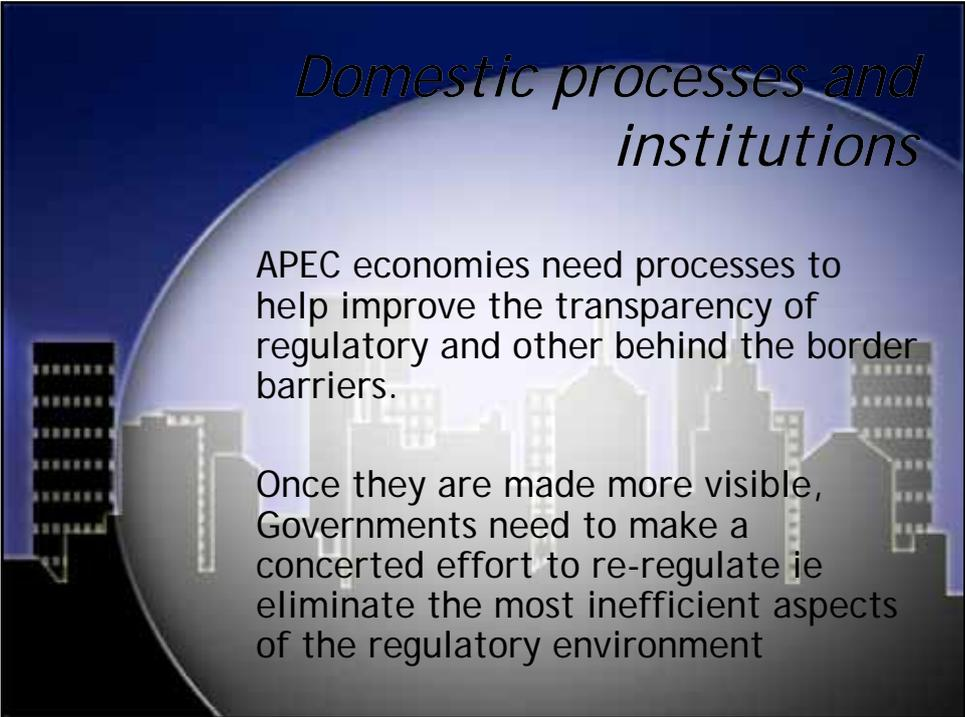 Domestic processes and
institutions
APEC economies need processes to
help improve the transparency of
regulatory and other behind the border
barriers.
Once they are made more visible,
Governments need to make a
concerted effort to re-regulate ie
eliminate the most inefficient aspects
of the regulatory environment